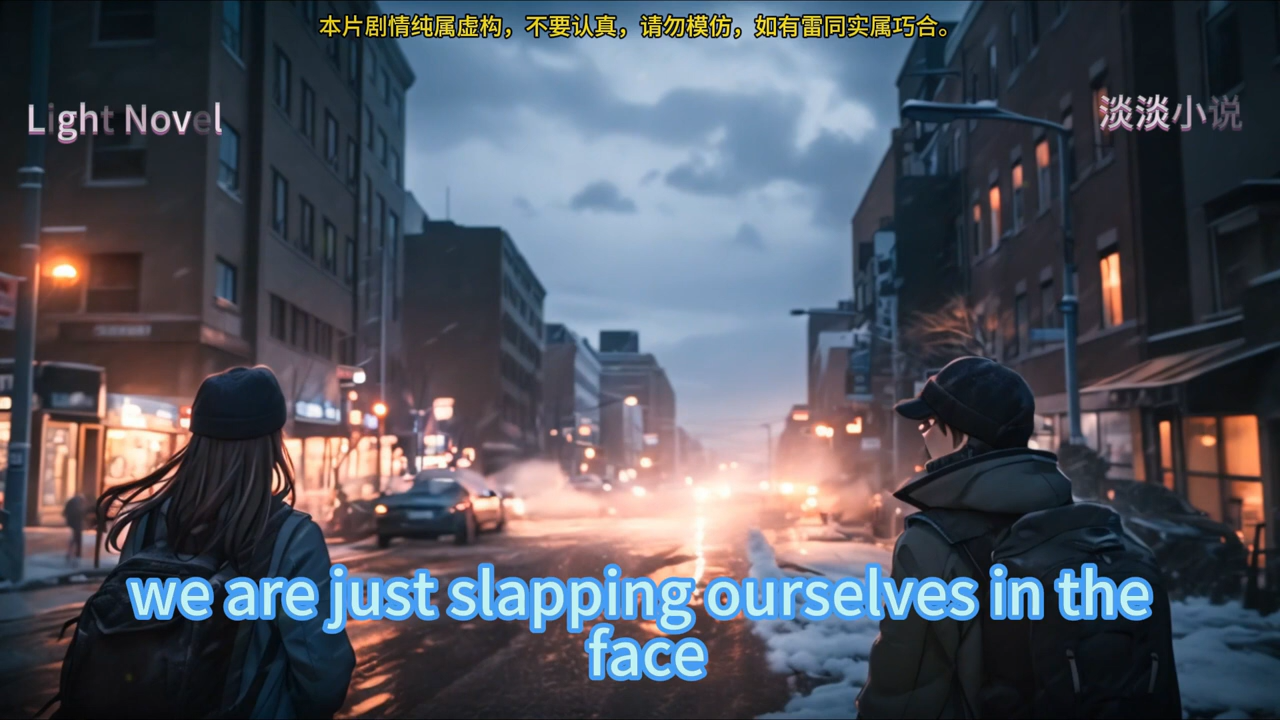 本片剧情纯属虚构，不要认真，请勿模仿，如有雷同实属巧合。
Light Novel
淡淡小说
we are just slapping ourselves in the
face